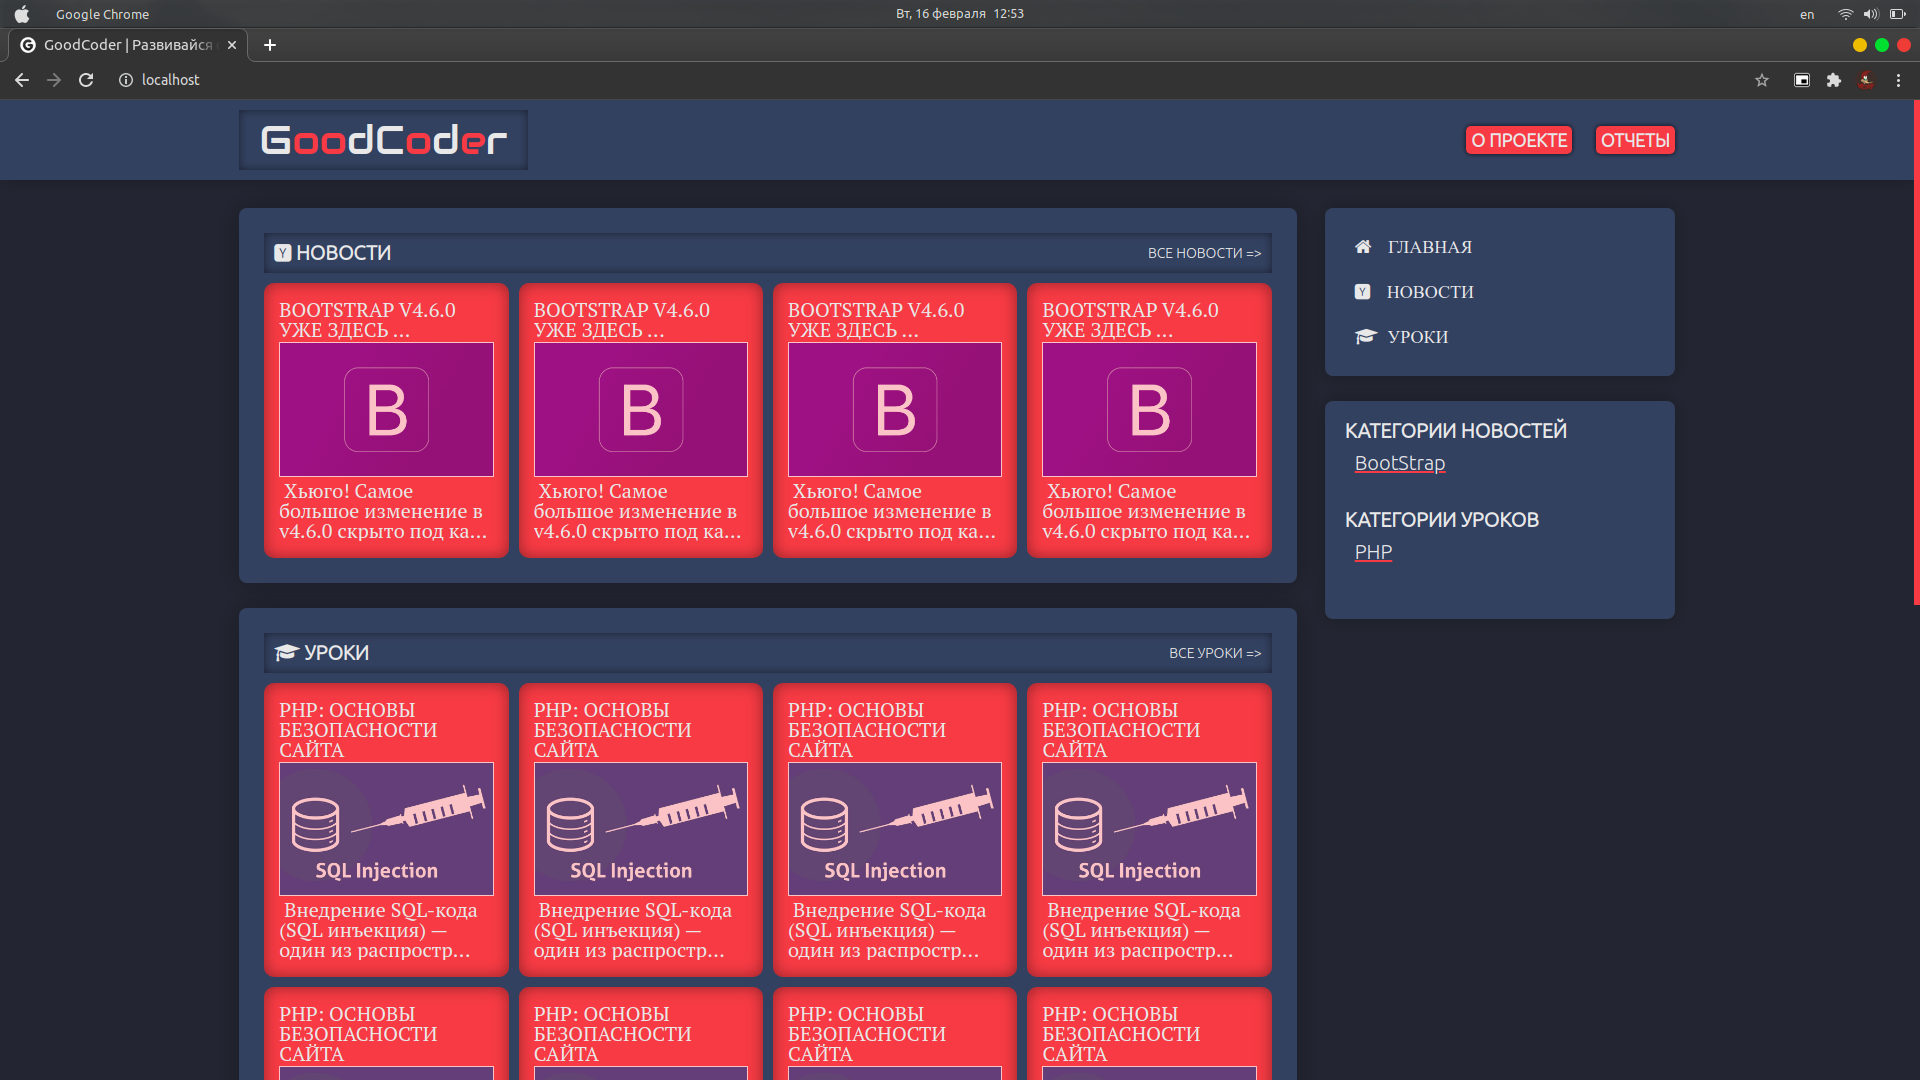 Google Chrome
Вт, 16 февраля 12:53
en
GoodCoder | Развивайся
localhost
GoodCoder
О ПРОЕКТЕ
ОТЧЕТЫ
Y НОВОСТИ
ВСЕ НОВОСТИ =>
BOOTSTRAP V4.6.0
УЖЕ ЗДЕСЬ ...
B
Хьюго! Самое
большое изменение в
v4.6.0 скрыто под ка...
BOOTSTRAP V4.6.0
УЖЕ ЗДЕСЬ ...
B
Хьюго! Самое
большое изменение в
v4.6.0 скрыто под ка...
BOOTSTRAP V4.6.0
УЖЕ ЗДЕСЬ ...
B
Хьюго! Самое
большое изменение в
v4.6.0 скрыто под ка...
BOOTSTRAP V4.6.0
УЖЕ ЗДЕСЬ ...
B
Хьюго! Самое
большое изменение в
v4.6.0 скрыто под ка...
УРОКИ
ВСЕ УРОКИ =>
PHP: ОСНОВЫ
БЕЗОПАСНОСТИ
САЙТА
SQL Injection
Внедрение SQL-кода
(SQL инъекция) —
один из распростр...
PHP: ОСНОВЫ
БЕЗОПАСНОСТИ
САЙТА
SQL Injection
Внедрение SQL-кода
(SQL инъекция) —
один из распростр...
PHP: ОСНОВЫ
БЕЗОПАСНОСТИ
САЙТА
SQL Injection
Внедрение SQL-кода
(SQL инъекция) —
один из распростр...
PHP: ОСНОВЫ
БЕЗОПАСНОСТИ
САЙТА
SQL Injection
Внедрение SQL-кода
(SQL инъекция) —
один из распростр...
PHP: ОСНОВЫ
БЕЗОПАСНОСТИ
САЙТА
PHP: ОСНОВЫ
БЕЗОПАСНОСТИ
САЙТА
PHP: ОСНОВЫ
БЕЗОПАСНОСТИ
САЙТА
PHP: ОСНОВЫ
БЕЗОПАСНОСТИ
САЙТА
ГЛАВНАЯ
Y НОВОСТИ
УРОКИ
КАТЕГОРИИ НОВОСТЕЙ
BootStrap
КАТЕГОРИИ УРОКОВ
PHP